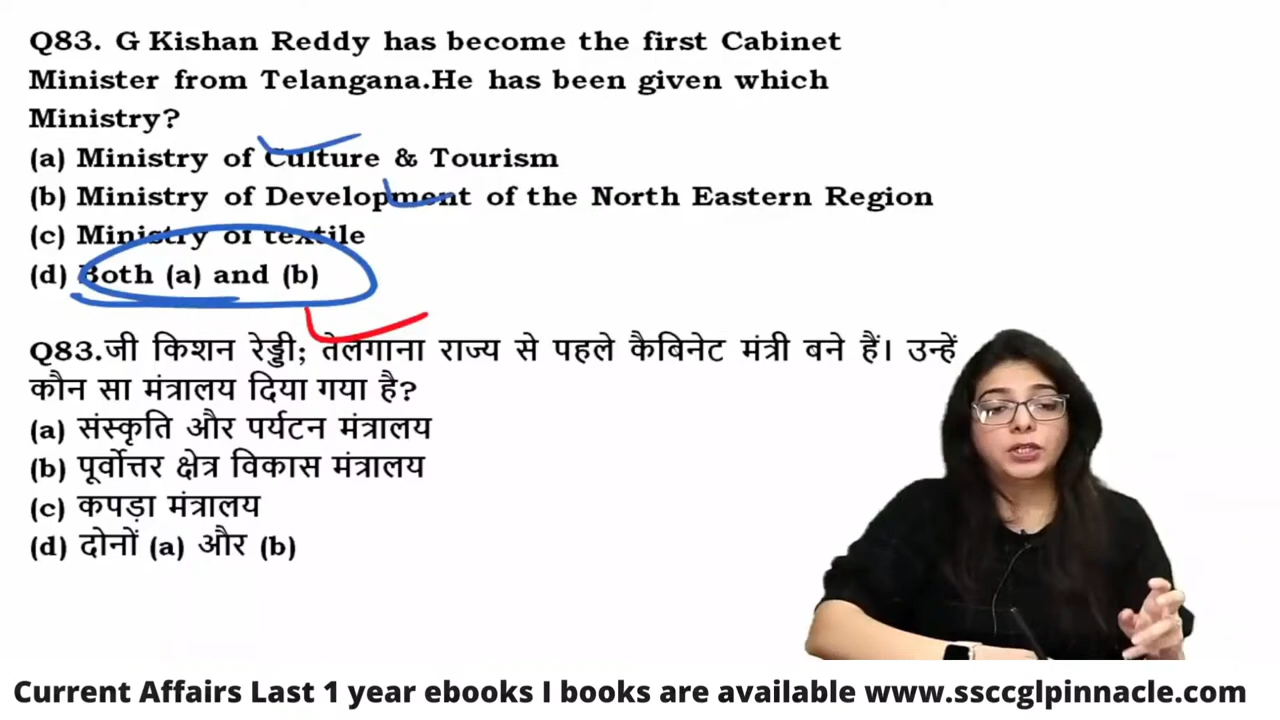 Q83. G Kishan Reddy has become the first Cabinet
Minister from Telangana.He has been given which
Ministry?
(a) Ministry of Culture & Tourism
(b) Ministry of Development of the North Eastern Region
(c) Ministry of textile
(d) Both (a) and (b)
Q83.जी किशन रेड्डी; तेलंगाना राज्य से पहले कैबिनेट मंत्री बने हैं। उन्हें
कौन सा मंत्रालय दिया गया है?
(a) संस्कृति और पर्यटन मंत्रालय
(b) पूर्वोत्तर क्षेत्र विकास मंत्रालय
(c) कपड़ा मंत्रालय
(d) दोनों (a) और (b)
Current Affairs Last 1 year ebooks I books are available www.ssccglpinnacle.com